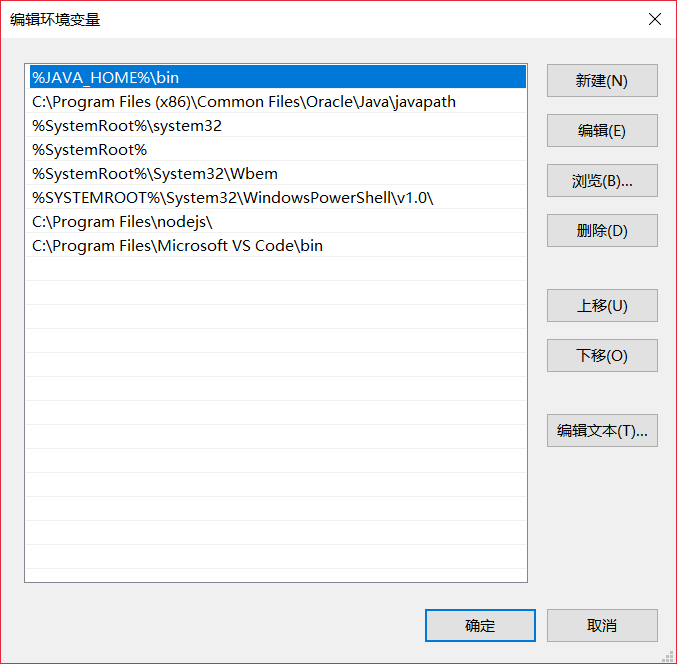 编辑环境变量
%JAVA_HOME%\bin
C:\Program Files (x86)\Common Files\Oracle\Java\javapath
%SystemRoot%\system32
%SystemRoot%
%SystemRoot%\System32\Wbem
%SYSTEMROOT%\System32\WindowsPowerShell\v1.0\
C:\Program Files\nodejs\
C:\Program Files\Microsoft VS Code\bin
新建(N)
编辑(E)
浏览(B)...
删除(D)
上移(U)
下移(O)
编辑文本(T)...
确定
取消